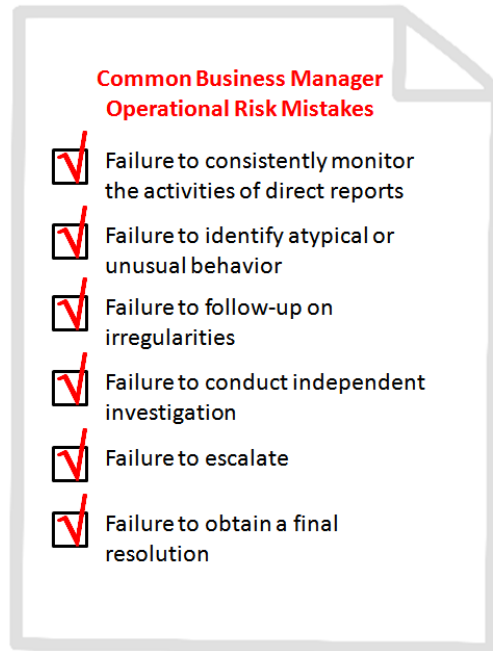 Common Business Manager
Operational Risk Mistakes
Failure to consistently monitor
the activities of direct reports
Failure to identify atypical or
unusual behavior
Failure to follow-up on
irregularities
Failure to conduct independent
investigation
Failure to escalate
Failure to obtain a final
resolution